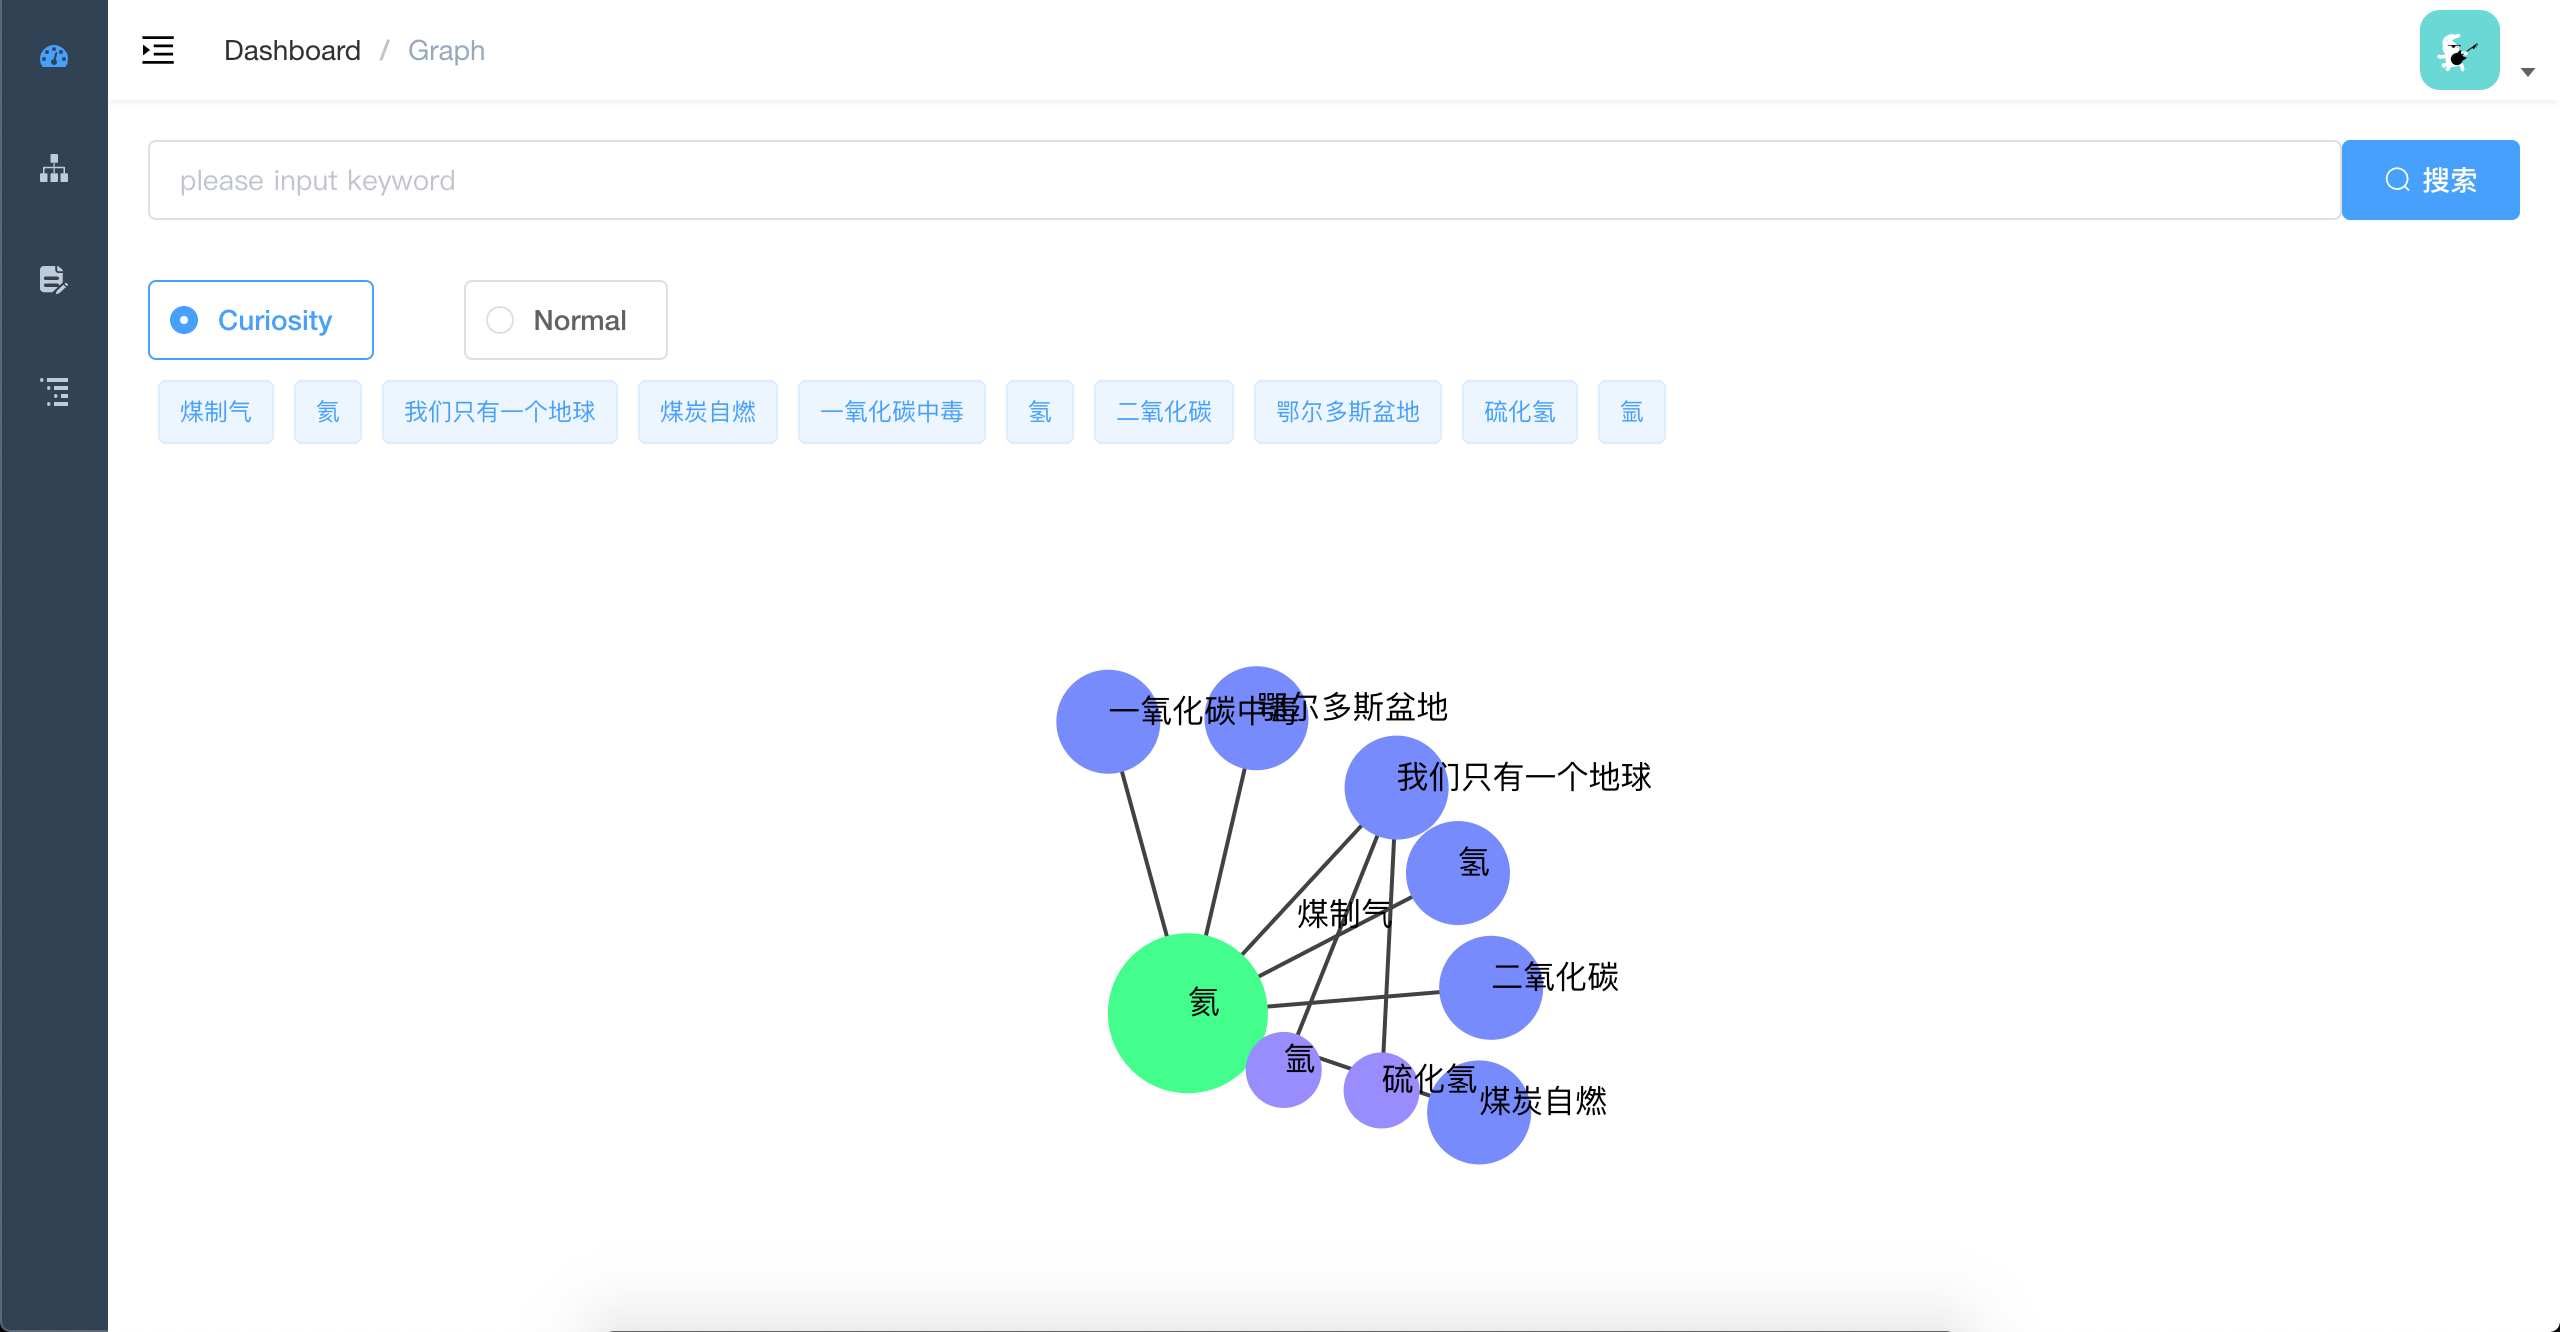 Dashboard / Graph
please input keyword
搜索
Curiosity
Normal
煤制气
氦
我们只有一个地球
煤炭自燃
一氧化碳中毒
氢
二氧化碳
鄂尔多斯盆地
硫化氢
氩
一氧化碳中毒
鄂尔多斯盆地
我们只有一个地球
氢
煤制气
二氧化碳
氦
氩
硫化氢
煤炭自燃